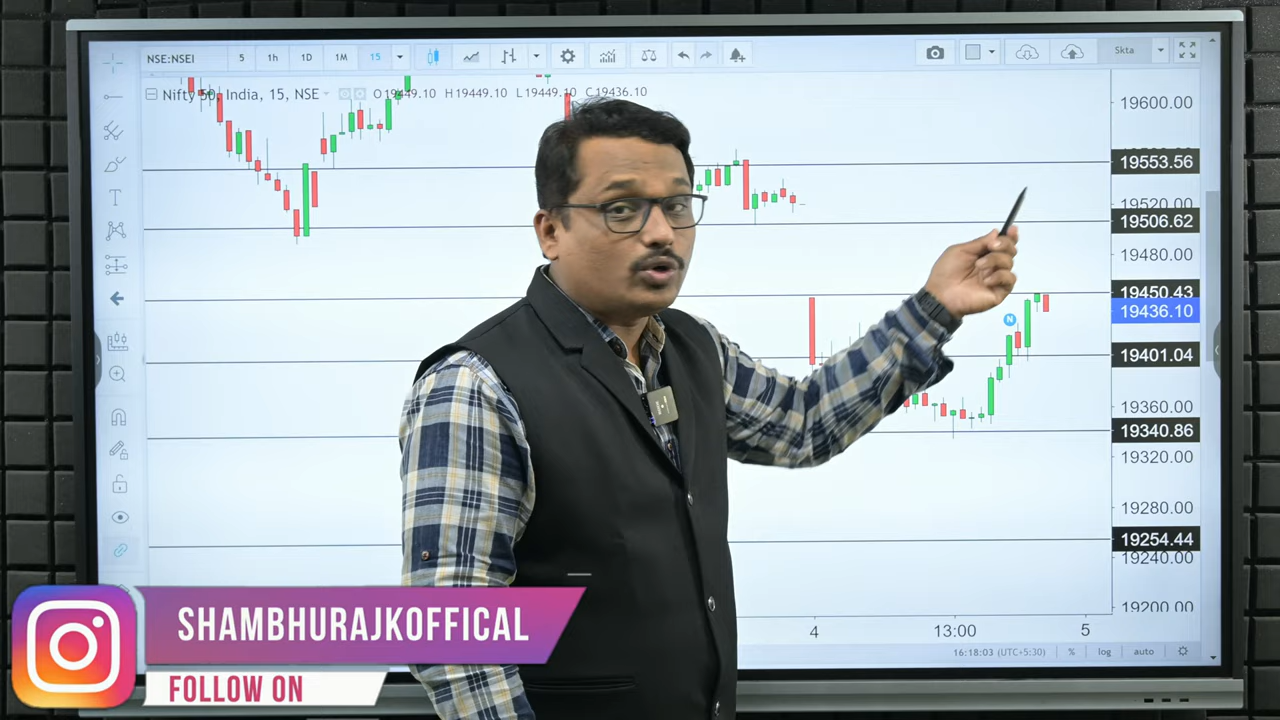 NSE:NSEI 5 1h 1D 1M 15 Skta
Nifty 50, India, 15, NSE O19449.10 H19449.10 L19449.10 C19436.10
19600.00
19553.56
19520.00
19506.62
19480.00
19450.43
19436.10
N
19401.04
19360.00
19340.86
19320.00
19280.00
19254.44
19240.00
19200.00
4 13:00 5
16:18:03 (UTC+5:30) % log auto
SHAMBHURAJKOFFICAL
FOLLOW ON